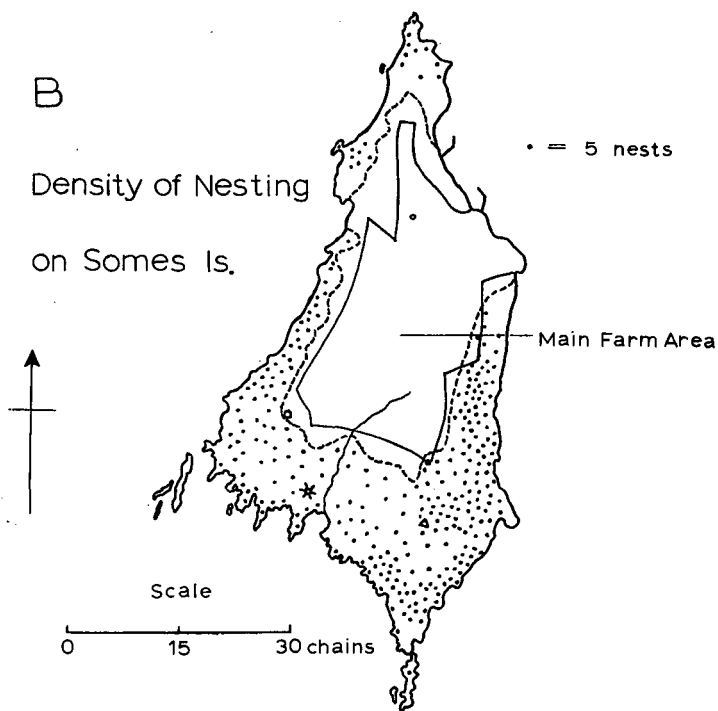 B
Density of Nesting
on Somes Is.
• = 5 nests
Main Farm Area
Scale
0 15 30 chains